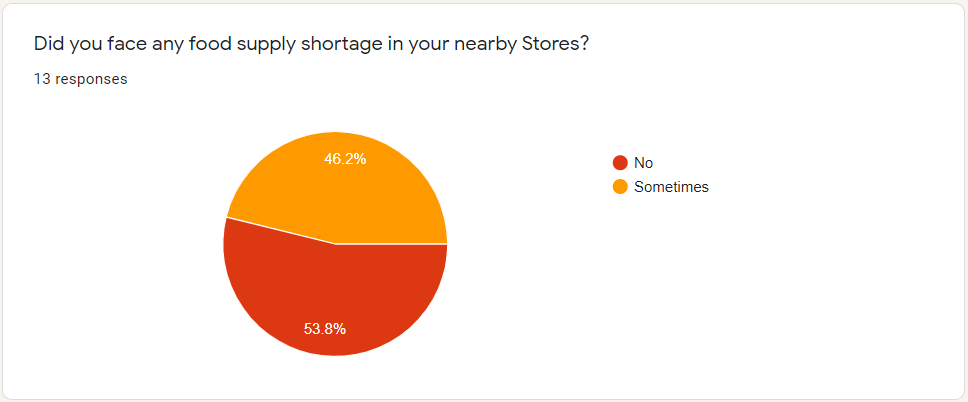 Did you face any food supply shortage in your nearby Stores?
13 responses
46.2%
53.8%
No
Sometimes